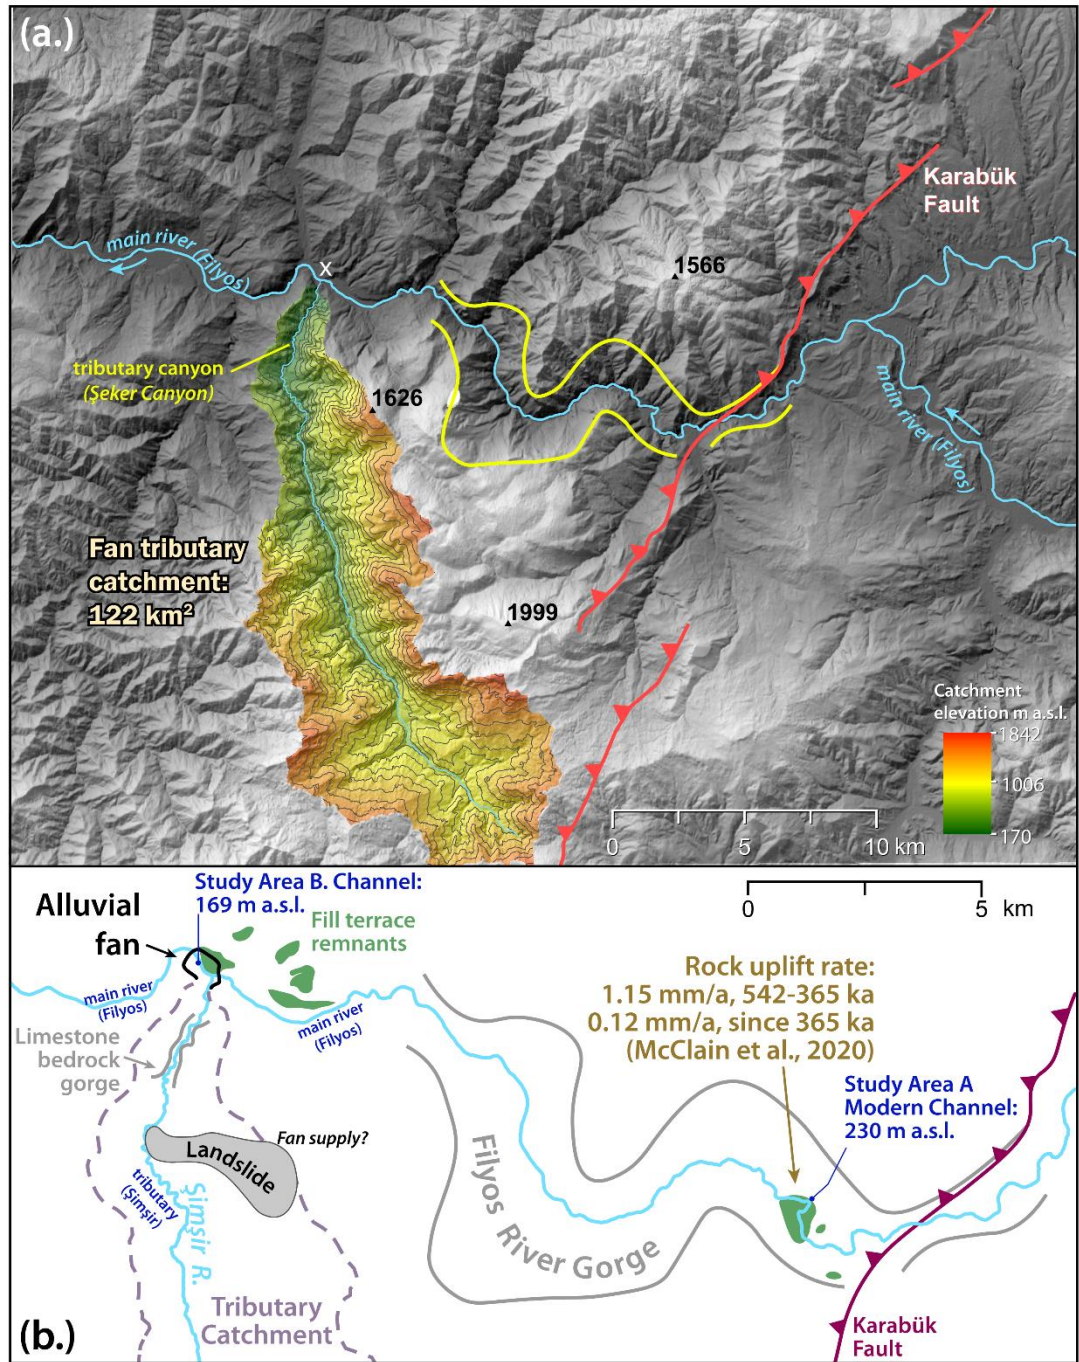 (a.)
Karabük
Fault
main river (Filyos)
X
1566
tributary canyon
(Şeker Canyon)
1626
main river (Filyos)
Fan tributary
catchment:
122 km²
1999
Catchment
elevation m a.s.l.
1842
1006
170
0 5 10 km
Study Area B. Channel:
169 m a.s.l.
0 5 km
Alluvial
fan
Fill terrace
remnants
main river
(Filyos)
main river
(Filyos)
Rock uplift rate:
1.15 mm/a, 542-365 ka
0.12 mm/a, since 365 ka
(McClain et al., 2020)
Limestone
bedrock
gorge
Study Area A
Modern Channel:
230 m a.s.l.
Fan supply?
Landslide
tributary
(Şimşir)
Şimşir R.
Filyos River Gorge
Tributary
Catchment
Karabük
Fault
(b.)